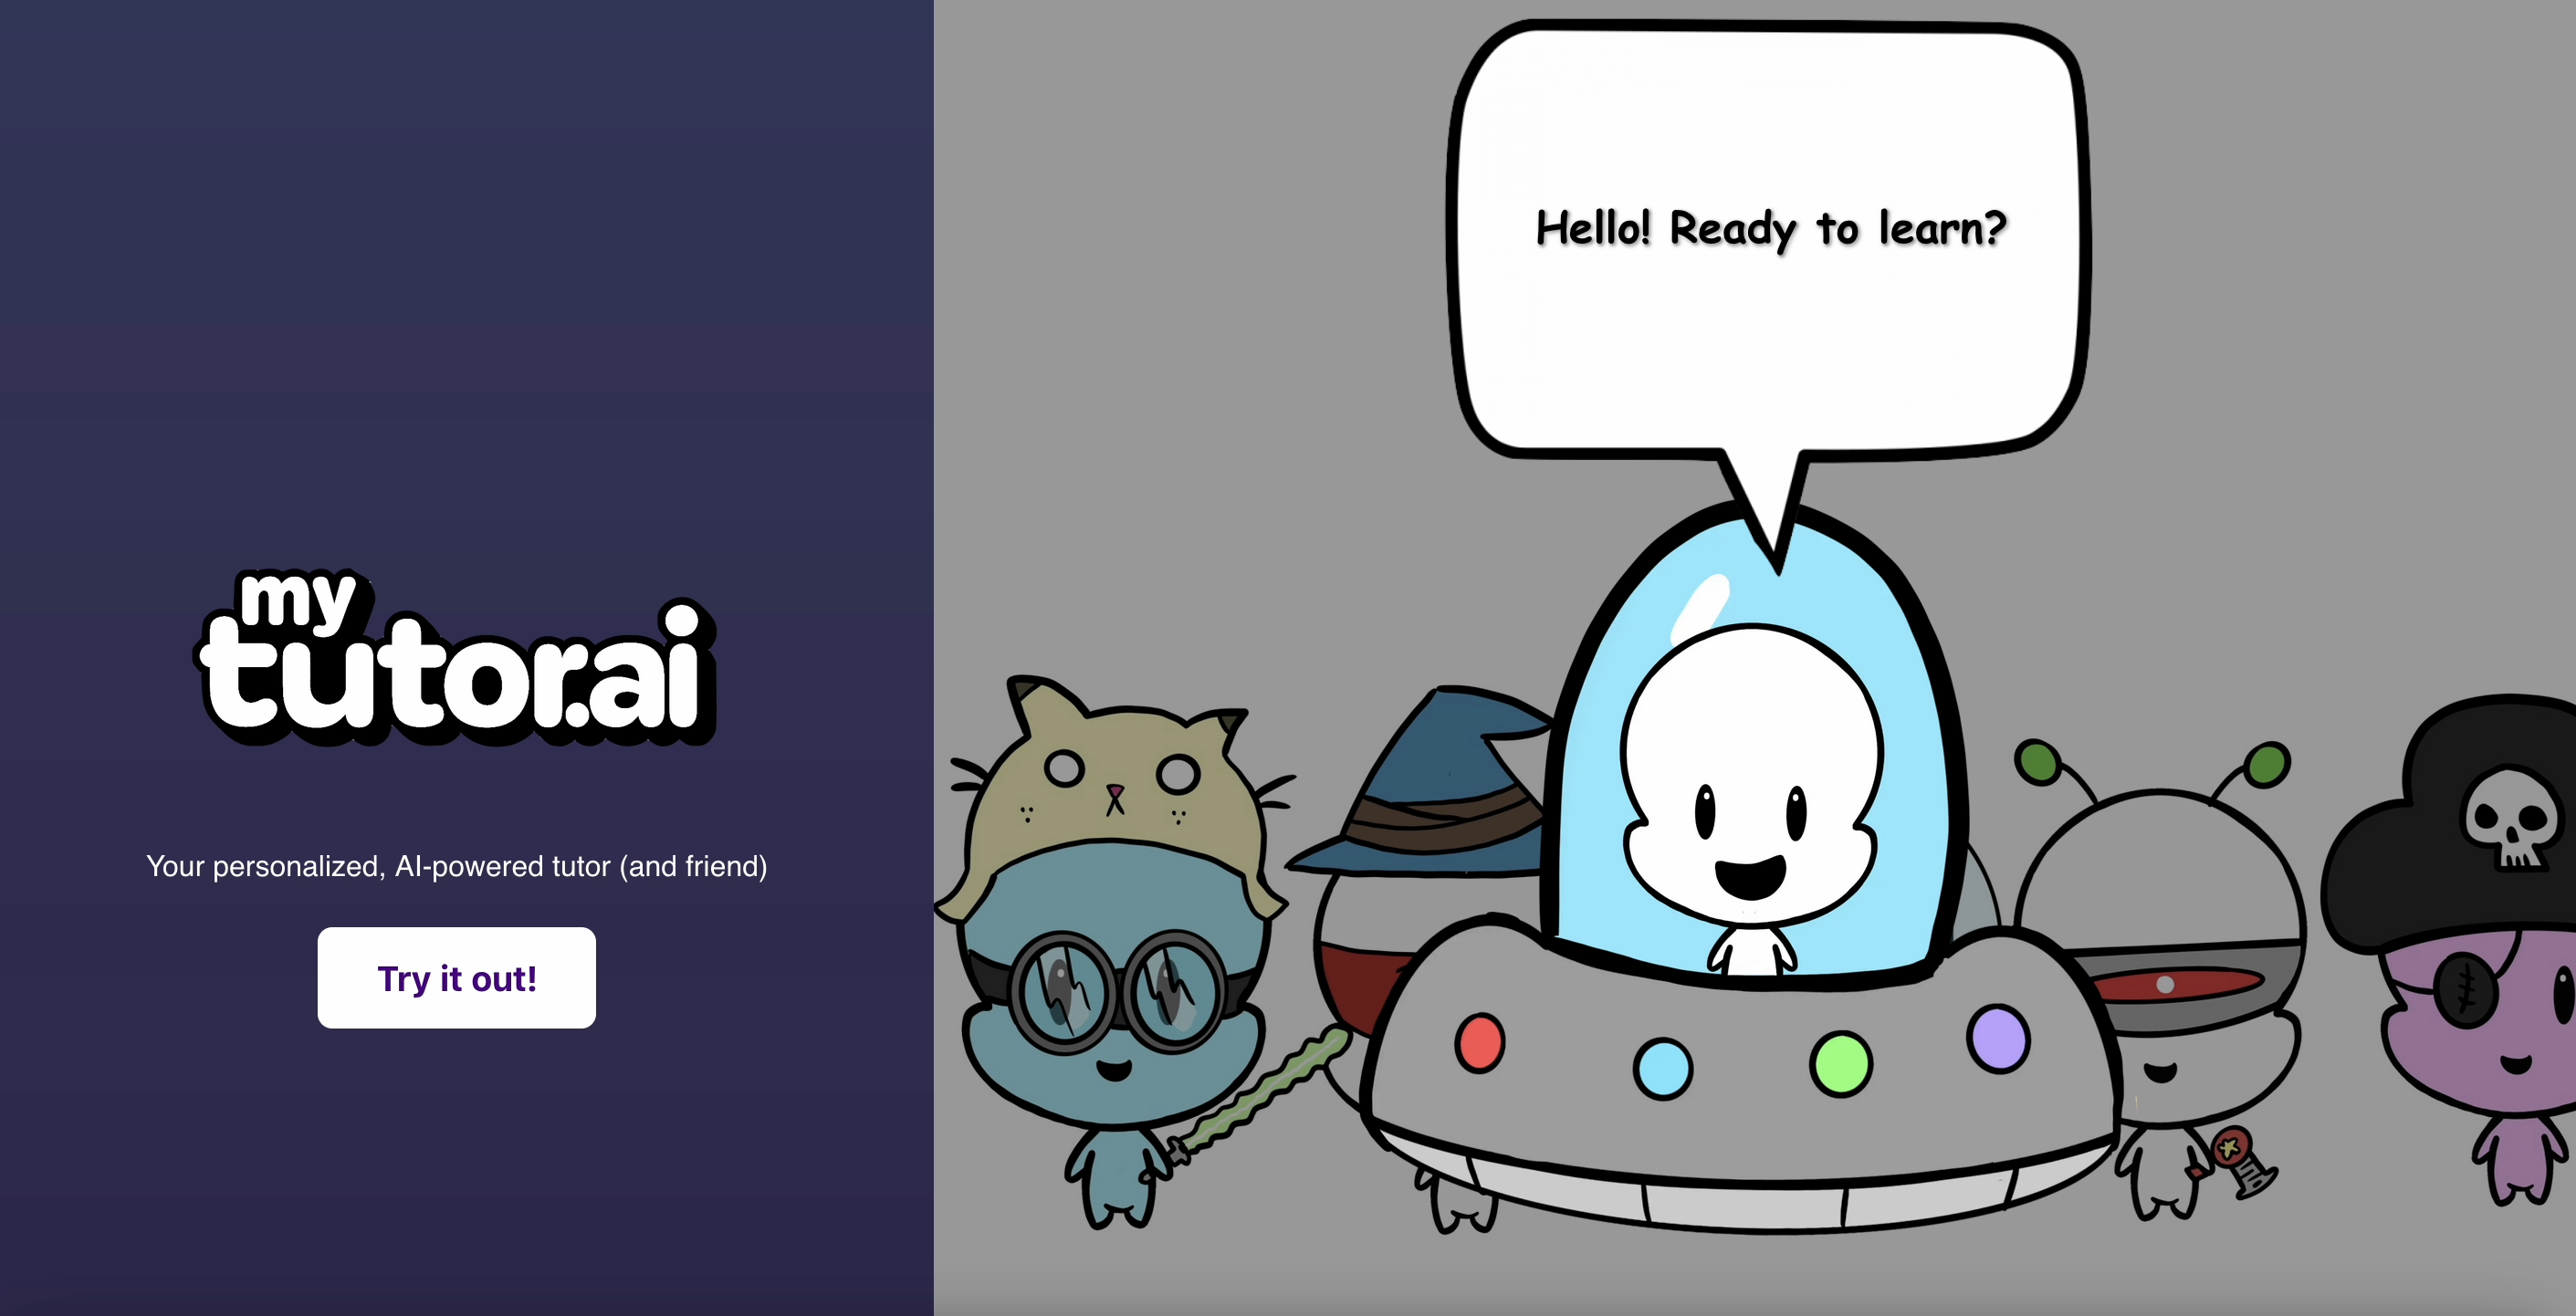 my
tutor.ai
Your personalized, AI-powered tutor (and friend)
Try it out!
Hello! Ready to learn?